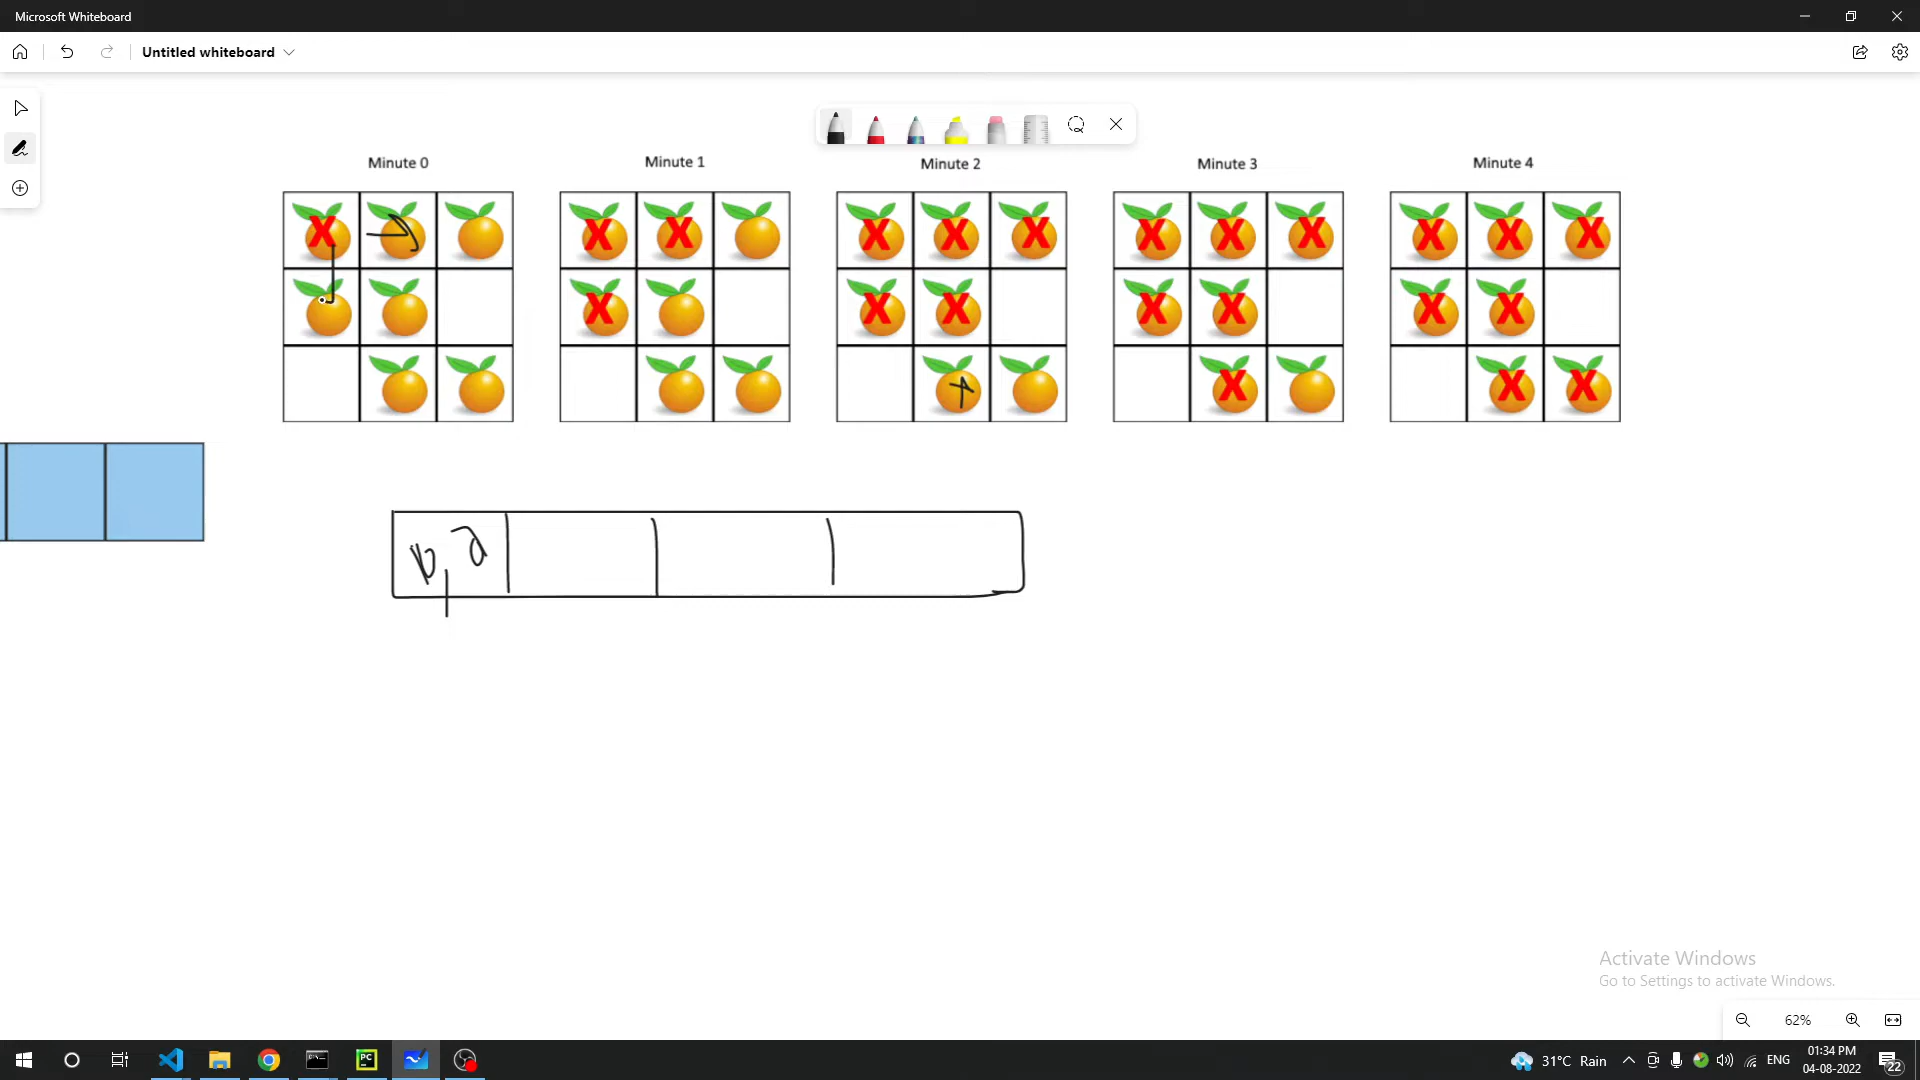 Microsoft Whiteboard
Untitled whiteboard
Minute 0
Minute 1
Minute 2
Minute 3
Minute 4
X
X X
X
X X X
X X
X X X
X X
X
X X X
X X
X X
Activate Windows
Go to Settings to activate Windows.
62%
PC
31°C Rain
ENG
01:34 PM
04-08-2022
22